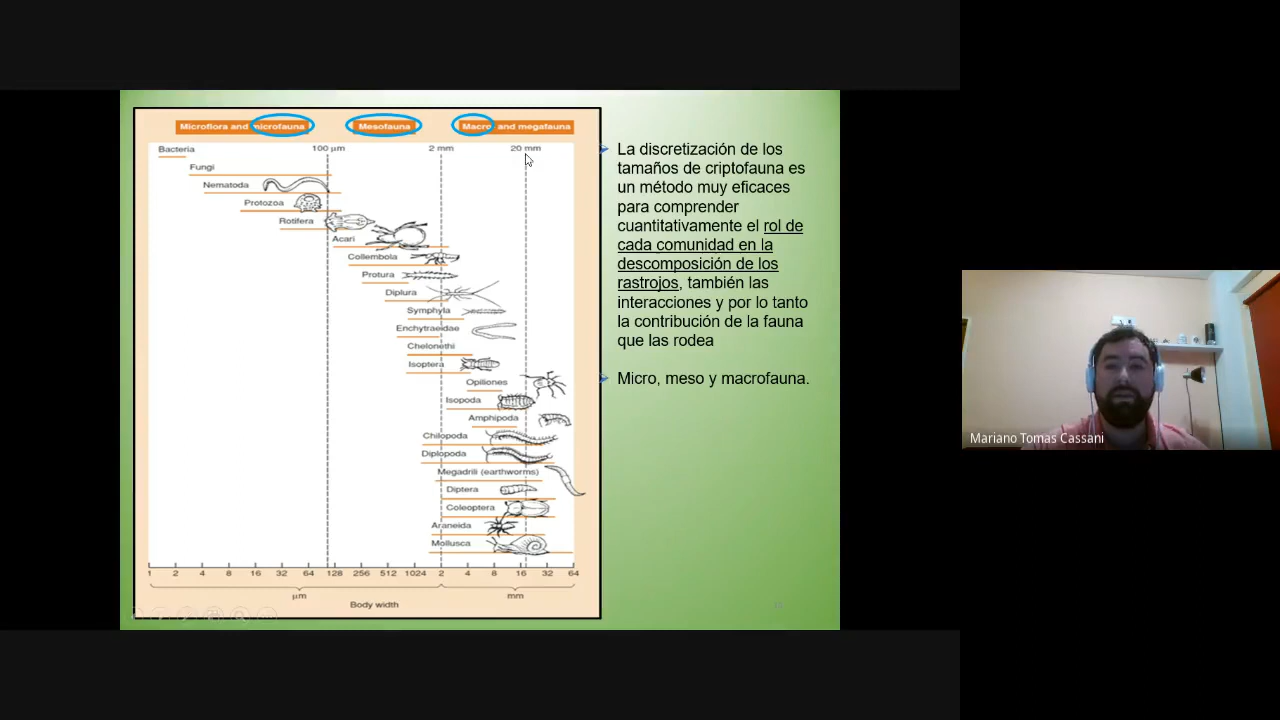 Microflora and microfauna
Mesofauna
Macro and megafauna
100 µm
2 mm
20 mm
Bacteria
Fungi
Nematoda
Protozoa
Rotifera
Acari
Collembola
Protura
Diplura
Symphyla
Enchytraeidae
Chelonethi
Isoptera
Opiliones
Isopoda
Amphipoda
Chilopoda
Diplopoda
Megadrili (earthworms)
Diptera
Coleoptera
Araneida
Mollusca
1 2 4 8 16 32 64 128 256 512 1024 2 4 8 16 32 64
µm
mm
Body width
La discretización de los
tamaños de criptofauna es
un método muy eficaces
para comprender
cuantitativamente el rol de
cada comunidad en la
descomposición de los
rastrojos, también las
interacciones y por lo tanto
la contribución de la fauna
que las rodea
Micro, meso y macrofauna.
Mariano Tomas Cassani